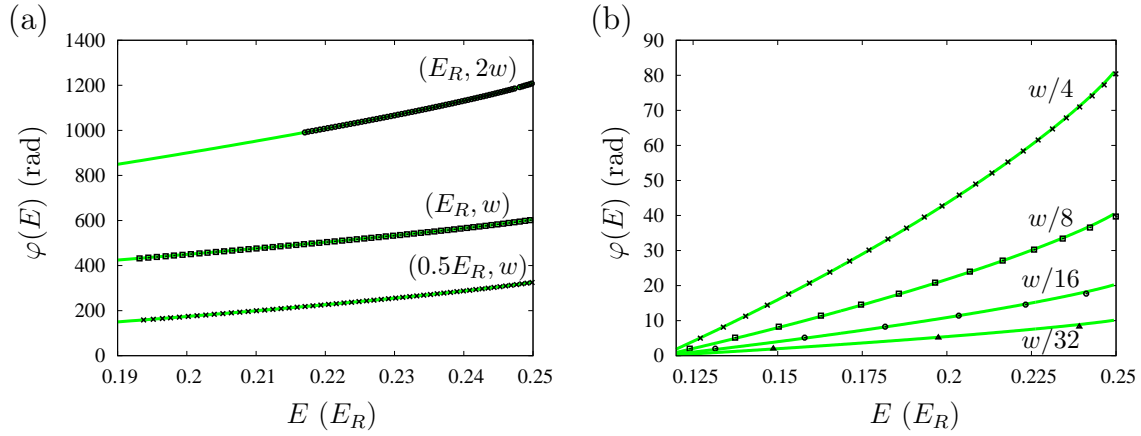 (a)
φ(E) (rad)
1400
1200
1000
800
600
400
200
0
(E_R, 2w)
(E_R, w)
(0.5E_R, w)
0.19 0.2 0.21 0.22 0.23 0.24 0.25
E (E_R)
(b)
φ(E) (rad)
90
80
70
60
50
40
30
20
10
0
w/4
w/8
w/16
w/32
0.125 0.15 0.175 0.2 0.225 0.25
E (E_R)